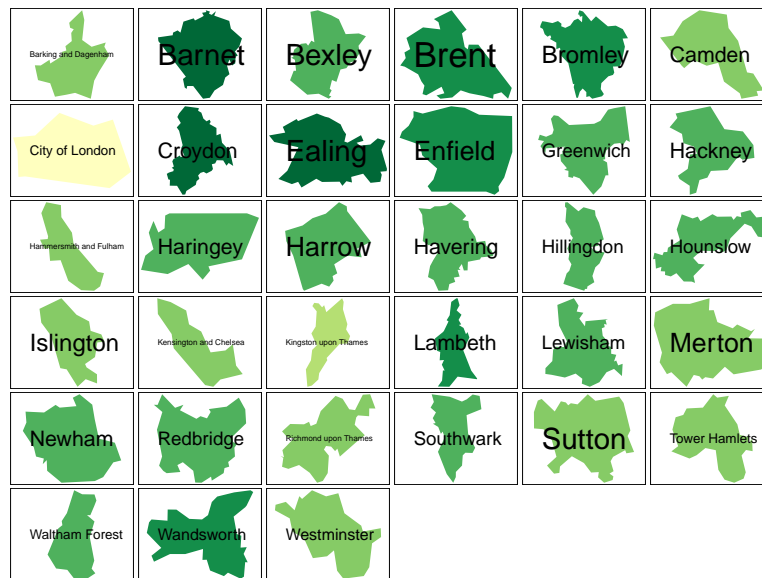 Barking and Dagenham
Barnet
Bexley
Brent
Bromley
Camden
City of London
Croydon
Ealing
Enfield
Greenwich
Hackney
Hammersmith and Fulham
Haringey
Harrow
Havering
Hillingdon
Hounslow
Islington
Kensington and Chelsea
Kingston upon Thames
Lambeth
Lewisham
Merton
Newham
Redbridge
Richmond upon Thames
Southwark
Sutton
Tower Hamlets
Waltham Forest
Wandsworth
Westminster